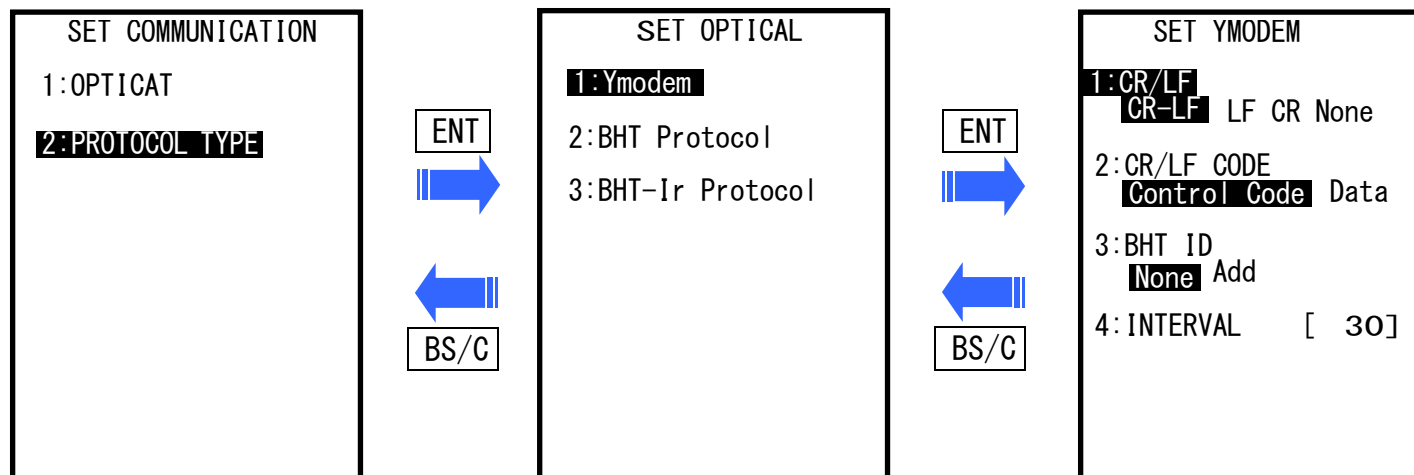 SET COMMUNICATION
1:OPTICAT
2:PROTOCOL TYPE
ENT
BS/C
SET OPTICAL
1:Ymodem
2:BHT Protocol
3:BHT-Ir Protocol
ENT
BS/C
SET YMODEM
1:CR/LF
CR-LF LF CR None
2:CR/LF CODE
Control Code Data
3:BHT ID
None Add
4:INTERVAL [ 30]